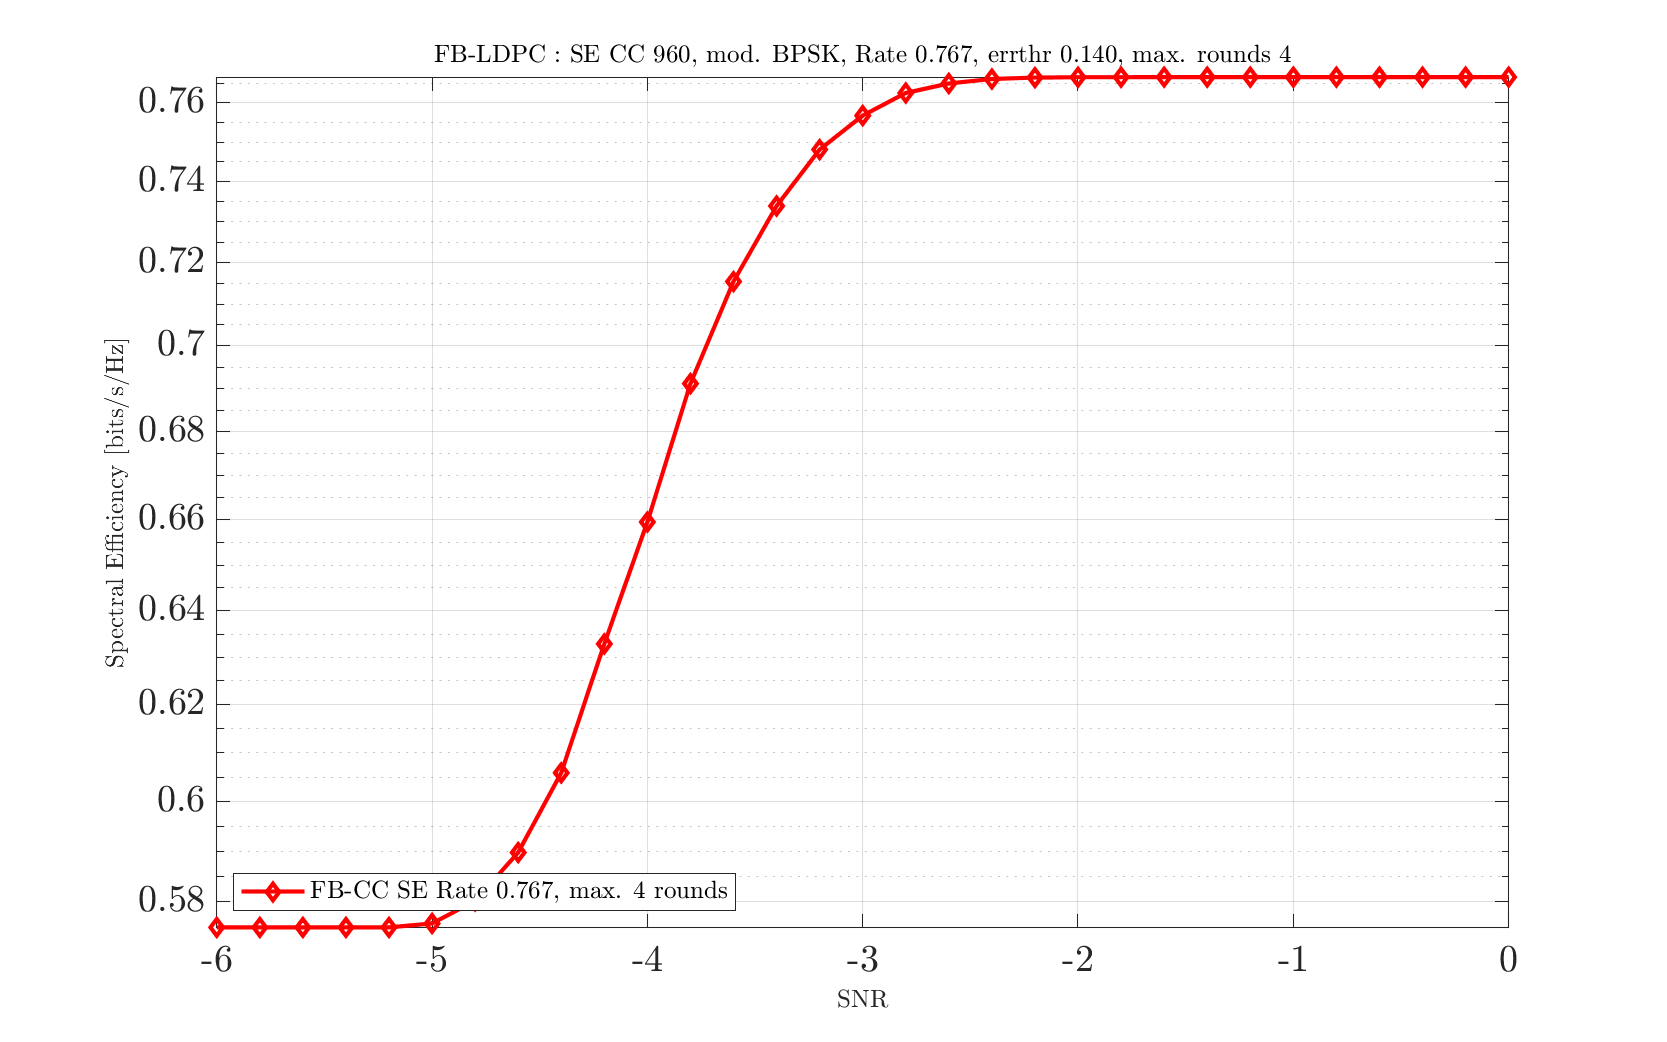 FB-LDPC : SE CC 960, mod. BPSK, Rate 0.767, errthr 0.140, max. rounds 4
0.76
0.74
0.72
0.7
0.68
0.66
0.64
0.62
0.6
0.58
Spectral Efficiency [bits/s/Hz]
FB-CC SE Rate 0.767, max. 4 rounds
-6 -5 -4 -3 -2 -1 0
SNR